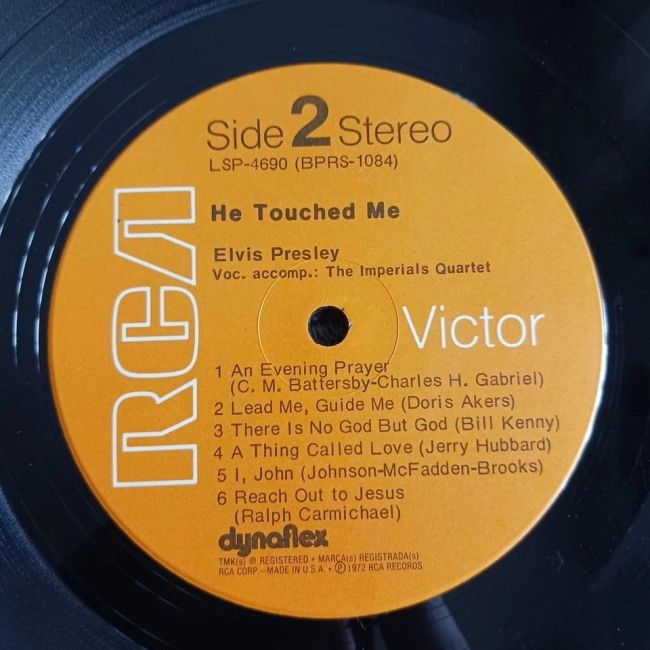 Side 2 Stereo
LSP-4690 (BPRS-1084)
He Touched Me
Elvis Presley
Voc. accomp.: The Imperials Quartet
RCA
Victor
1 An Evening Prayer
(C. M. Battersby-Charles H. Gabriel)
2 Lead Me, Guide Me (Doris Akers)
3 There Is No God But God (Bill Kenny)
4 A Thing Called Love (Jerry Hubbard)
5 I, John (Johnson-McFadden-Brooks)
6 Reach Out to Jesus
(Ralph Carmichael)
dynaflex
TMK(s) ® REGISTERED • MARCA(s) REGISTRADA(s)
RCA CORP.—MADE IN U.S.A. • ℗ 1972 RCA RECORDS